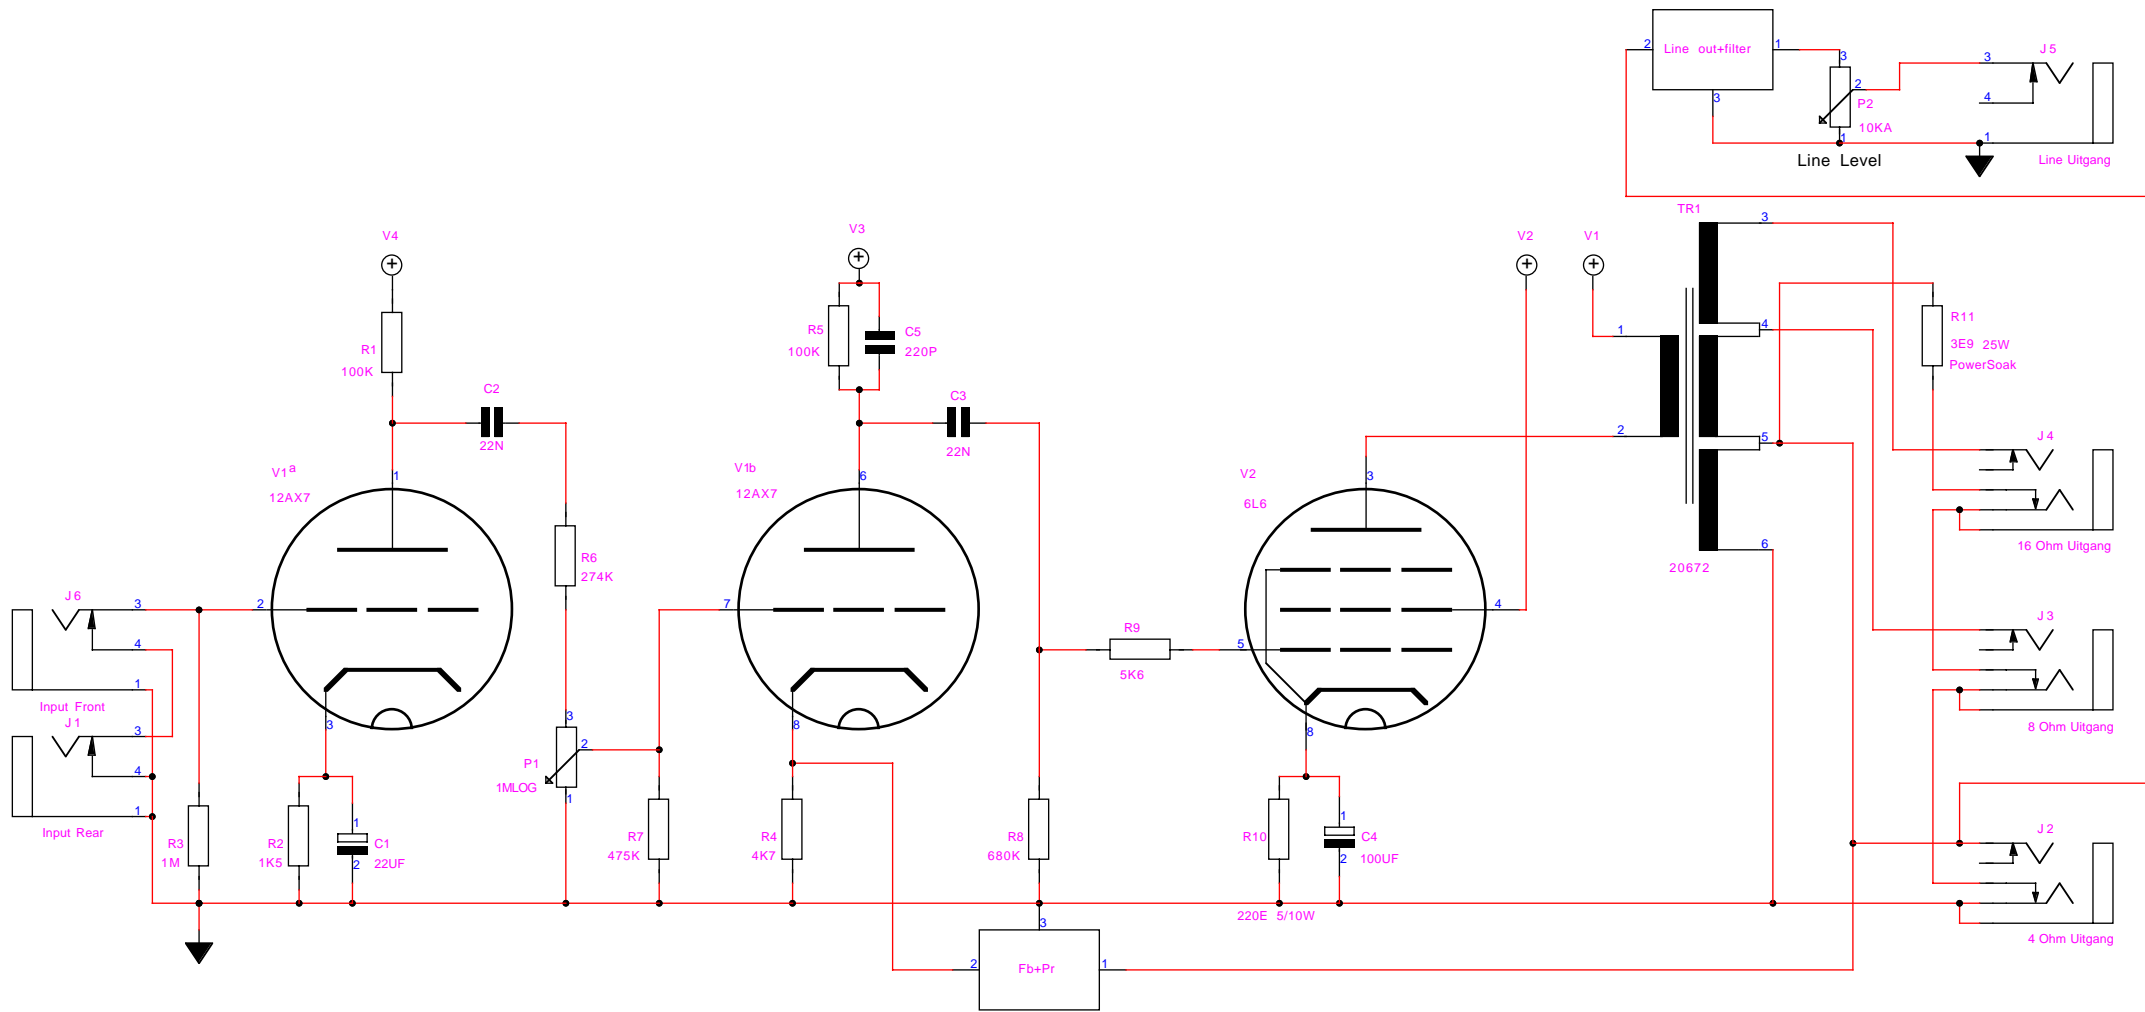 2
Line out+filter
1
3
3
2
P2
10KA
1
Line Level
3
4
1
J5
Line Uitgang
V4
R1
100K
C2
22N
V1a
12AX7
1
2
3
J6
3
4
1
Input Front
J1
3
4
1
Input Rear
R3
1M
R2
1K5
1
C1
22UF
2
R6
274K
3
2
P1
1MLOG
1
R7
475K
V3
R5
100K
C5
220P
C3
22N
V1b
12AX7
6
7
8
R4
4K7
R8
680K
R9
5K6
V2
6L6
3
4
5
8
R10
220E 5/10W
1
C4
100UF
2
3
2
Fb+Pr
1
V2
V1
TR1
1
2
3
4
5
6
20672
R11
3E9 25W
PowerSoak
J4
16 Ohm Uitgang
J3
8 Ohm Uitgang
J2
4 Ohm Uitgang